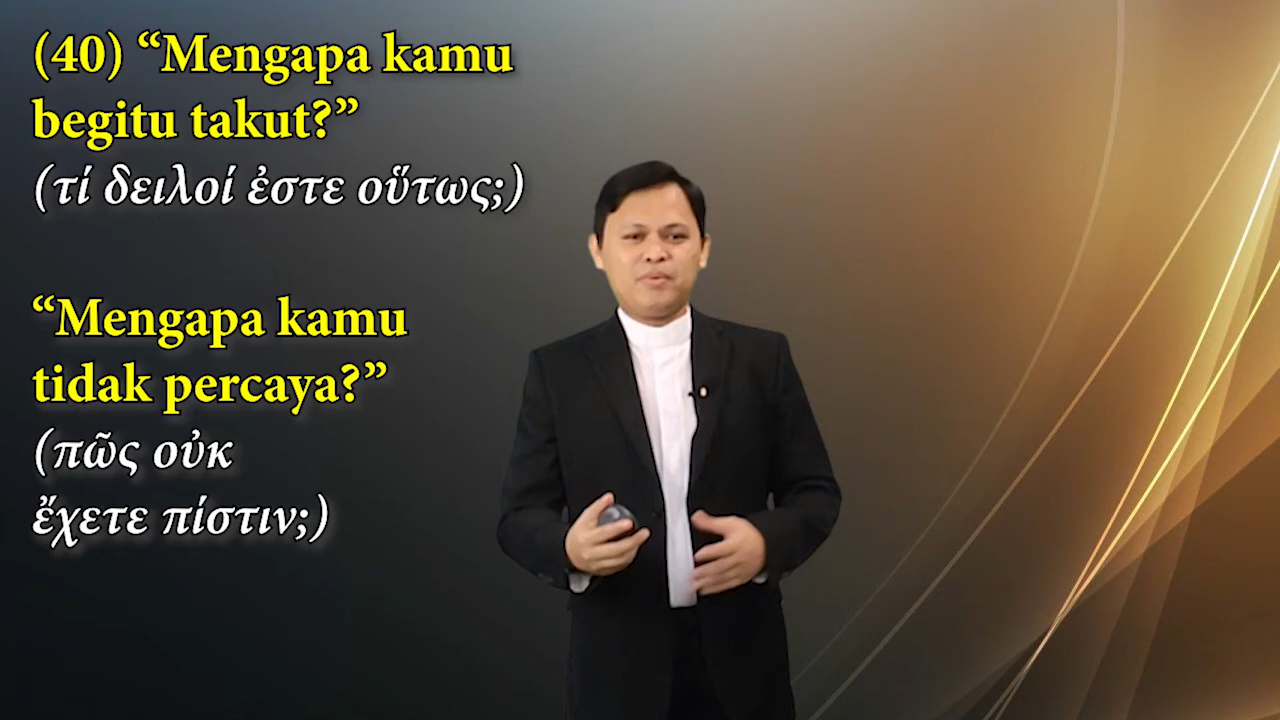 (40) “Mengapa kamu
begitu takut?”
(τί δειλοί ἐστε οὕτως;)
“Mengapa kamu
tidak percaya?”
(πῶς οὐκ
ἔχετε πίστιν;)